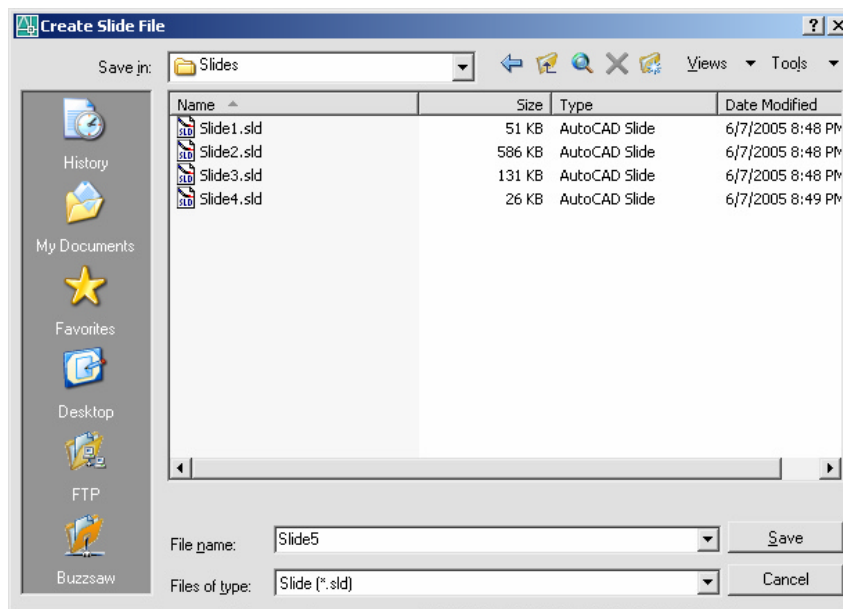 Create Slide File
Save in: Slides Views Tools
Name Size Type Date Modified
Slide1.sld 51 KB AutoCAD Slide 6/7/2005 8:48 PM
Slide2.sld 586 KB AutoCAD Slide 6/7/2005 8:48 PM
Slide3.sld 131 KB AutoCAD Slide 6/7/2005 8:48 PM
Slide4.sld 26 KB AutoCAD Slide 6/7/2005 8:49 PM
History
My Documents
Favorites
Desktop
FTP
Buzzsaw
File name: Slide5 Save
Files of type: Slide (*.sld) Cancel